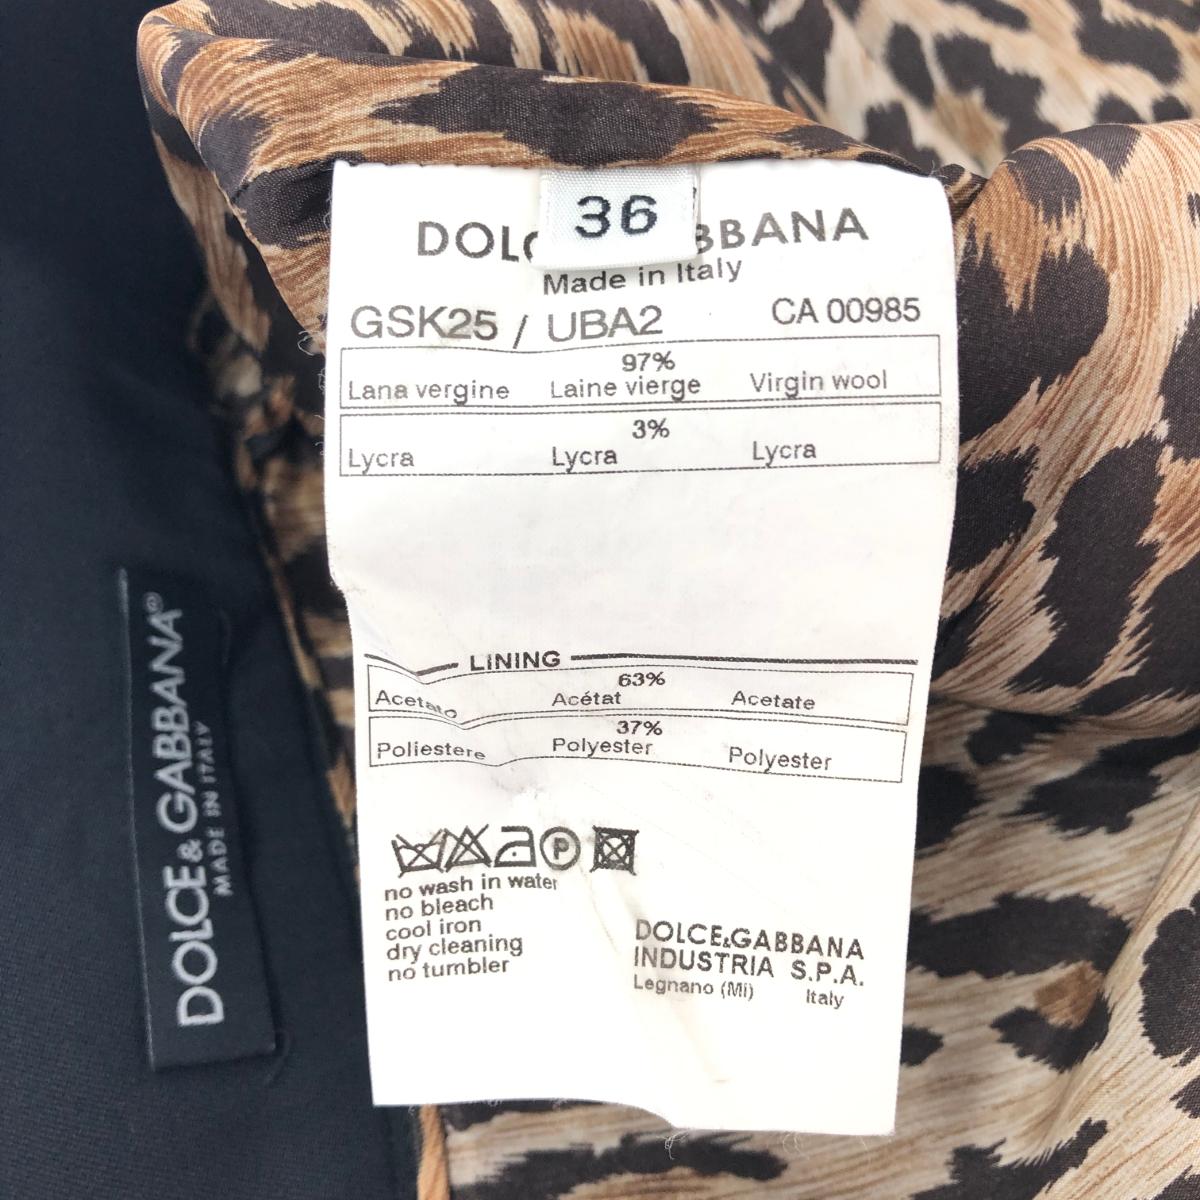 36
DOL BBANA
Made in Italy
GSK25 / UBA2 CA 00985
97%
Lana vergine Laine vierge Virgin wool
3%
Lycra Lycra Lycra
LINING
63%
Acetato Acétat Acetate
37%
Poliestere Polyester Polyester
P
no wash in water
no bleach
cool iron
dry cleaning
no tumbler
DOLCE&GABBANA
INDUSTRIA S.P.A.
Legnano (Mi) Italy
DOLCE & GABBANA®
MADE IN ITALY